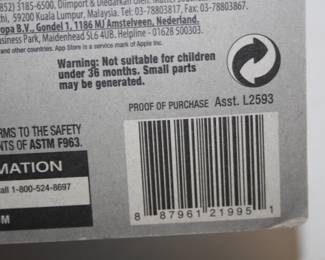 (852) 3185-6500, Diimport & Diedarkan oleh: Mattel
59200 Kuala Lumpur, Malaysia. Tel: 03-78803817, Fax: 03-78803867.
Europa B.V., Gondel 1, 1186 MJ Amstelveen, Nederland.
Business Park, Maidenhead SL6 4UB. Helpline - 01628 500303.
and other countries. App Store is a service mark of Apple Inc.
Warning: Not suitable for children
under 36 months. Small parts
may be generated.
PROOF OF PURCHASE Asst. L2593
RMS TO THE SAFETY
NTS OF ASTM F963.
MATION
call 1-800-524-8697
M
8 87961 21995 1